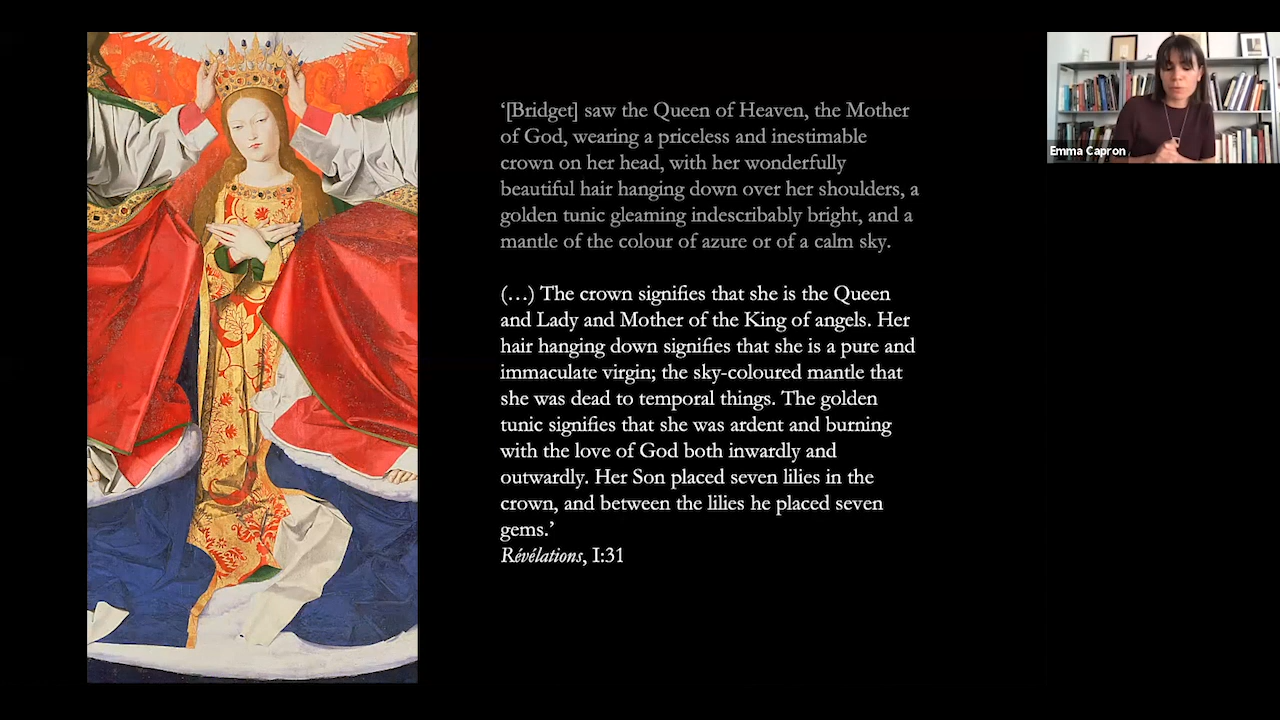 ‘[Bridget] saw the Queen of Heaven, the Mother
of God, wearing a priceless and inestimable
crown on her head, with her wonderfully
beautiful hair hanging down over her shoulders, a
golden tunic gleaming indescribably bright, and a
mantle of the colour of azure or of a calm sky.
(…) The crown signifies that she is the Queen
and Lady and Mother of the King of angels. Her
hair hanging down signifies that she is a pure and
immaculate virgin; the sky-coloured mantle that
she was dead to temporal things. The golden
tunic signifies that she was ardent and burning
with the love of God both inwardly and
outwardly. Her Son placed seven lilies in the
crown, and between the lilies he placed seven
gems.’
Révélations, I:31
Emma Capron